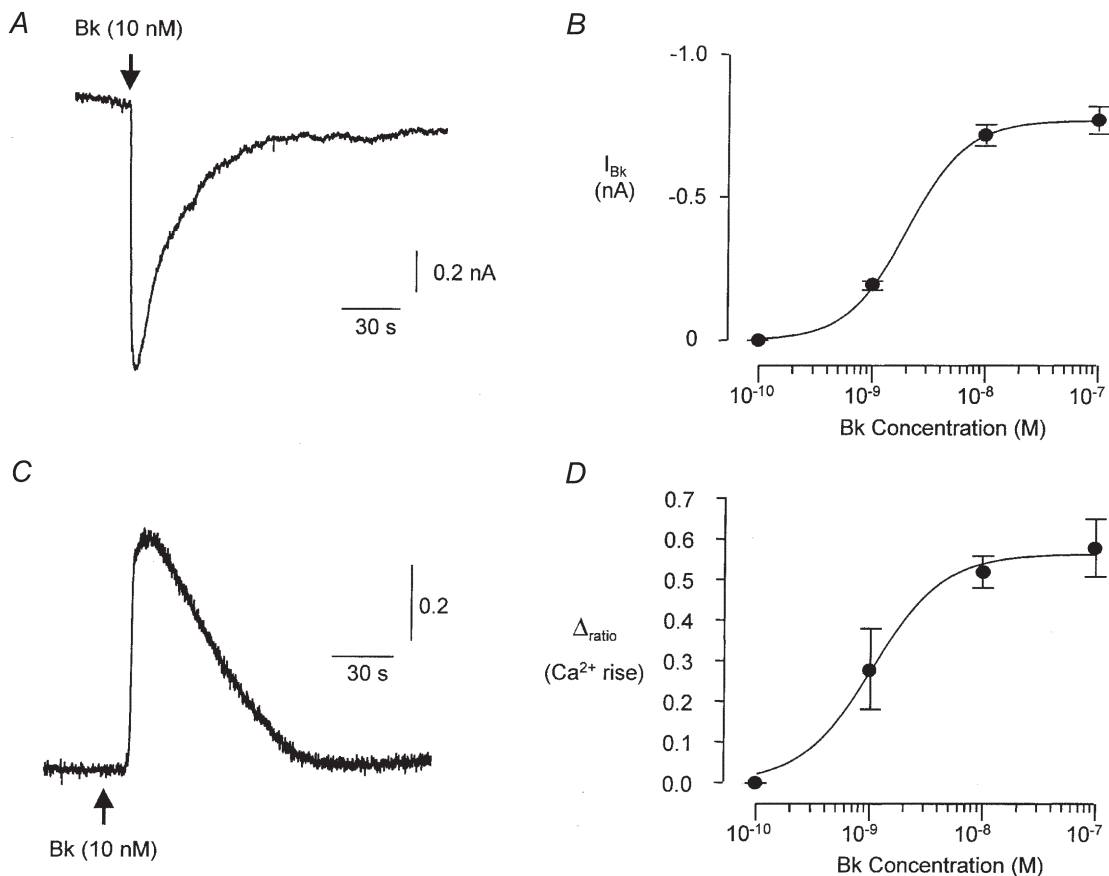 A
Bk (10 nM)
0.2 nA
30 s
B
-1.0
-0.5
0
I_Bk
(nA)
10⁻¹⁰
10⁻⁹
10⁻⁸
10⁻⁷
Bk Concentration (M)
C
0.2
30 s
Bk (10 nM)
D
0.7
0.6
0.5
0.4
0.3
0.2
0.1
0.0
Δratio
(Ca²⁺ rise)
10⁻¹⁰
10⁻⁹
10⁻⁸
10⁻⁷
Bk Concentration (M)